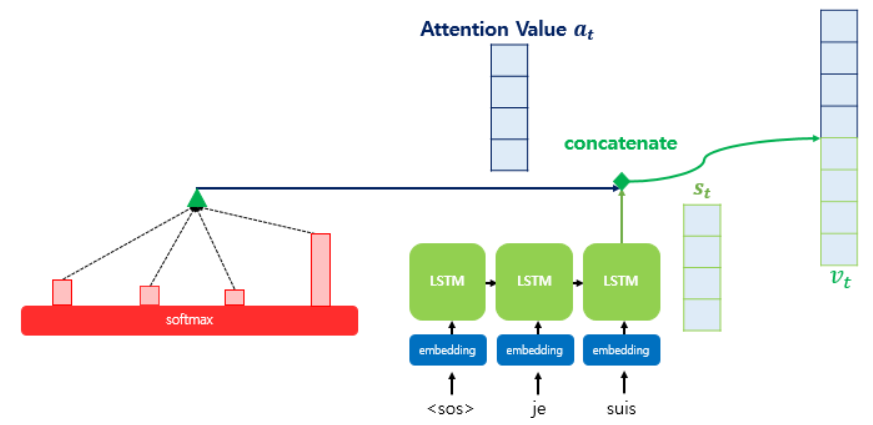 Attention Value a_t
concatenate
s_t
LSTM
LSTM
LSTM
v_t
softmax
embedding
embedding
embedding
<sos>
je
suis